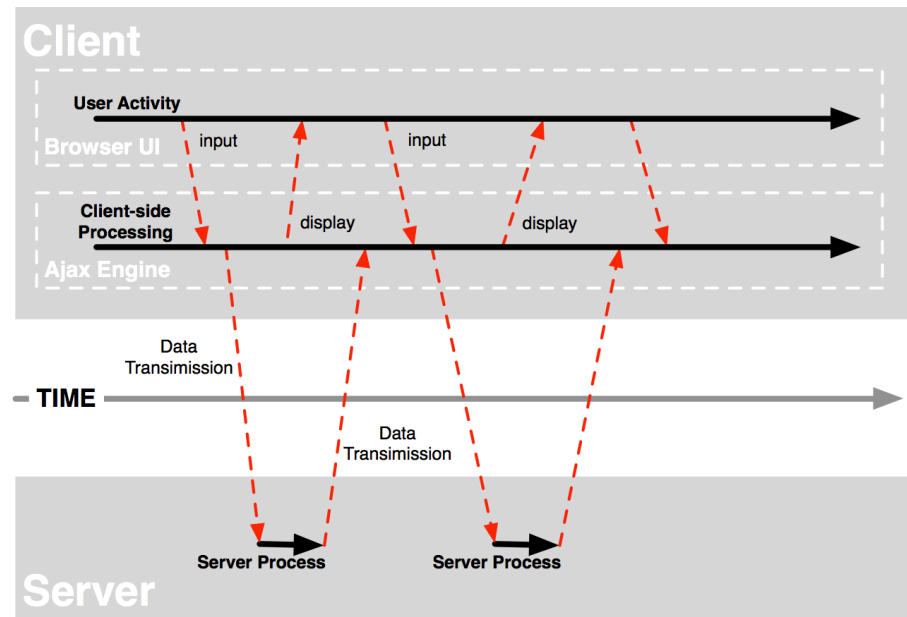 Client
User Activity
input
input
Browser UI
Client-side
Processing
display
display
Ajax Engine
Data
Transimission
TIME
Data
Transimission
Server Process
Server Process
Server